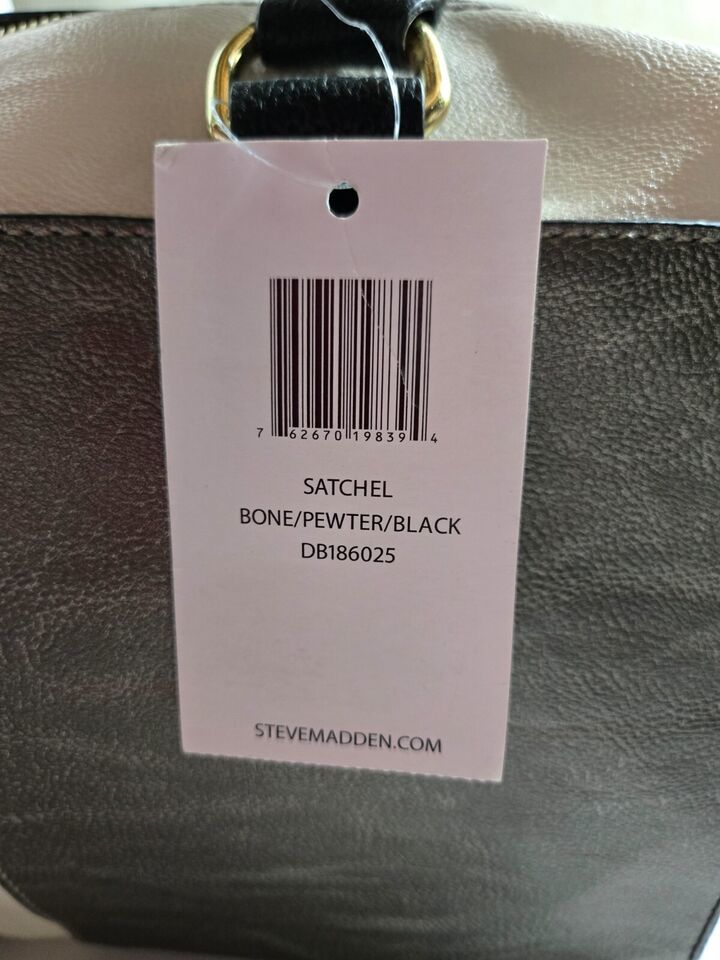 7 62670 19839 4
SATCHEL
BONE/PEWTER/BLACK
DB186025
STEVEMADDEN.COM